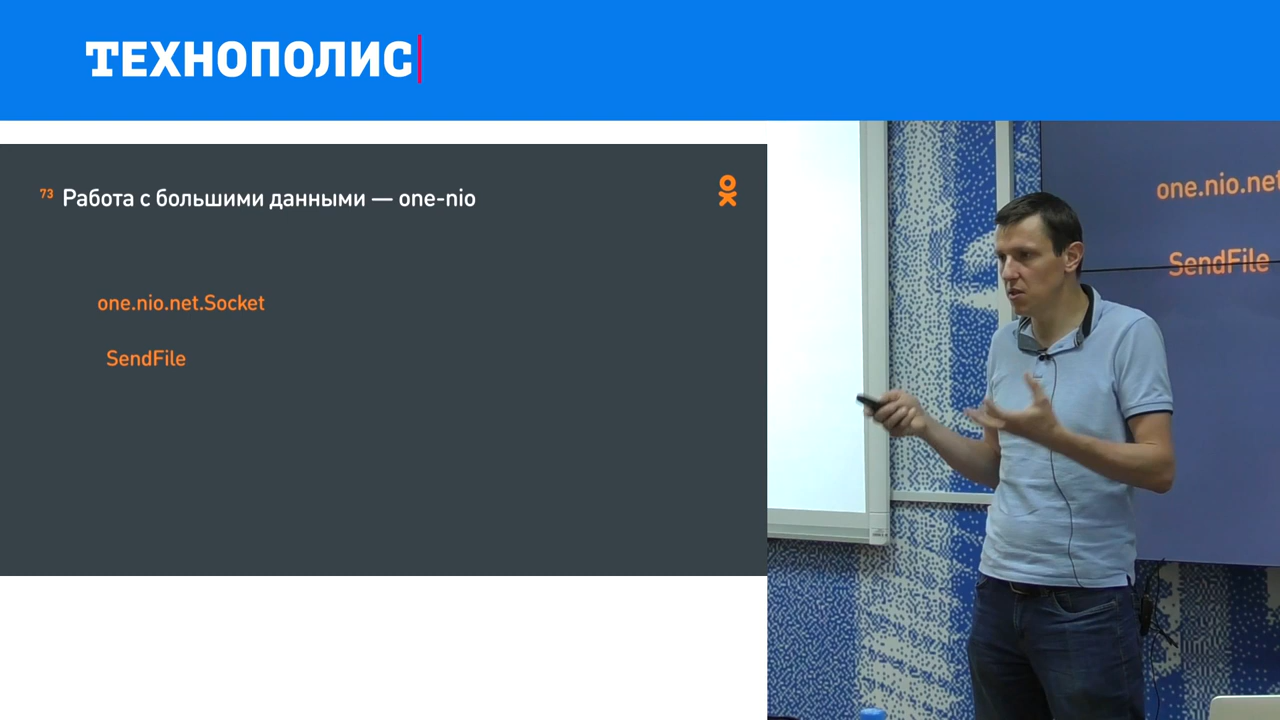 ТЕХНОПОЛИС
73 Работа с большими данными — one-nio
one.nio.net.Socket
SendFile
one.nio.net
SendFile